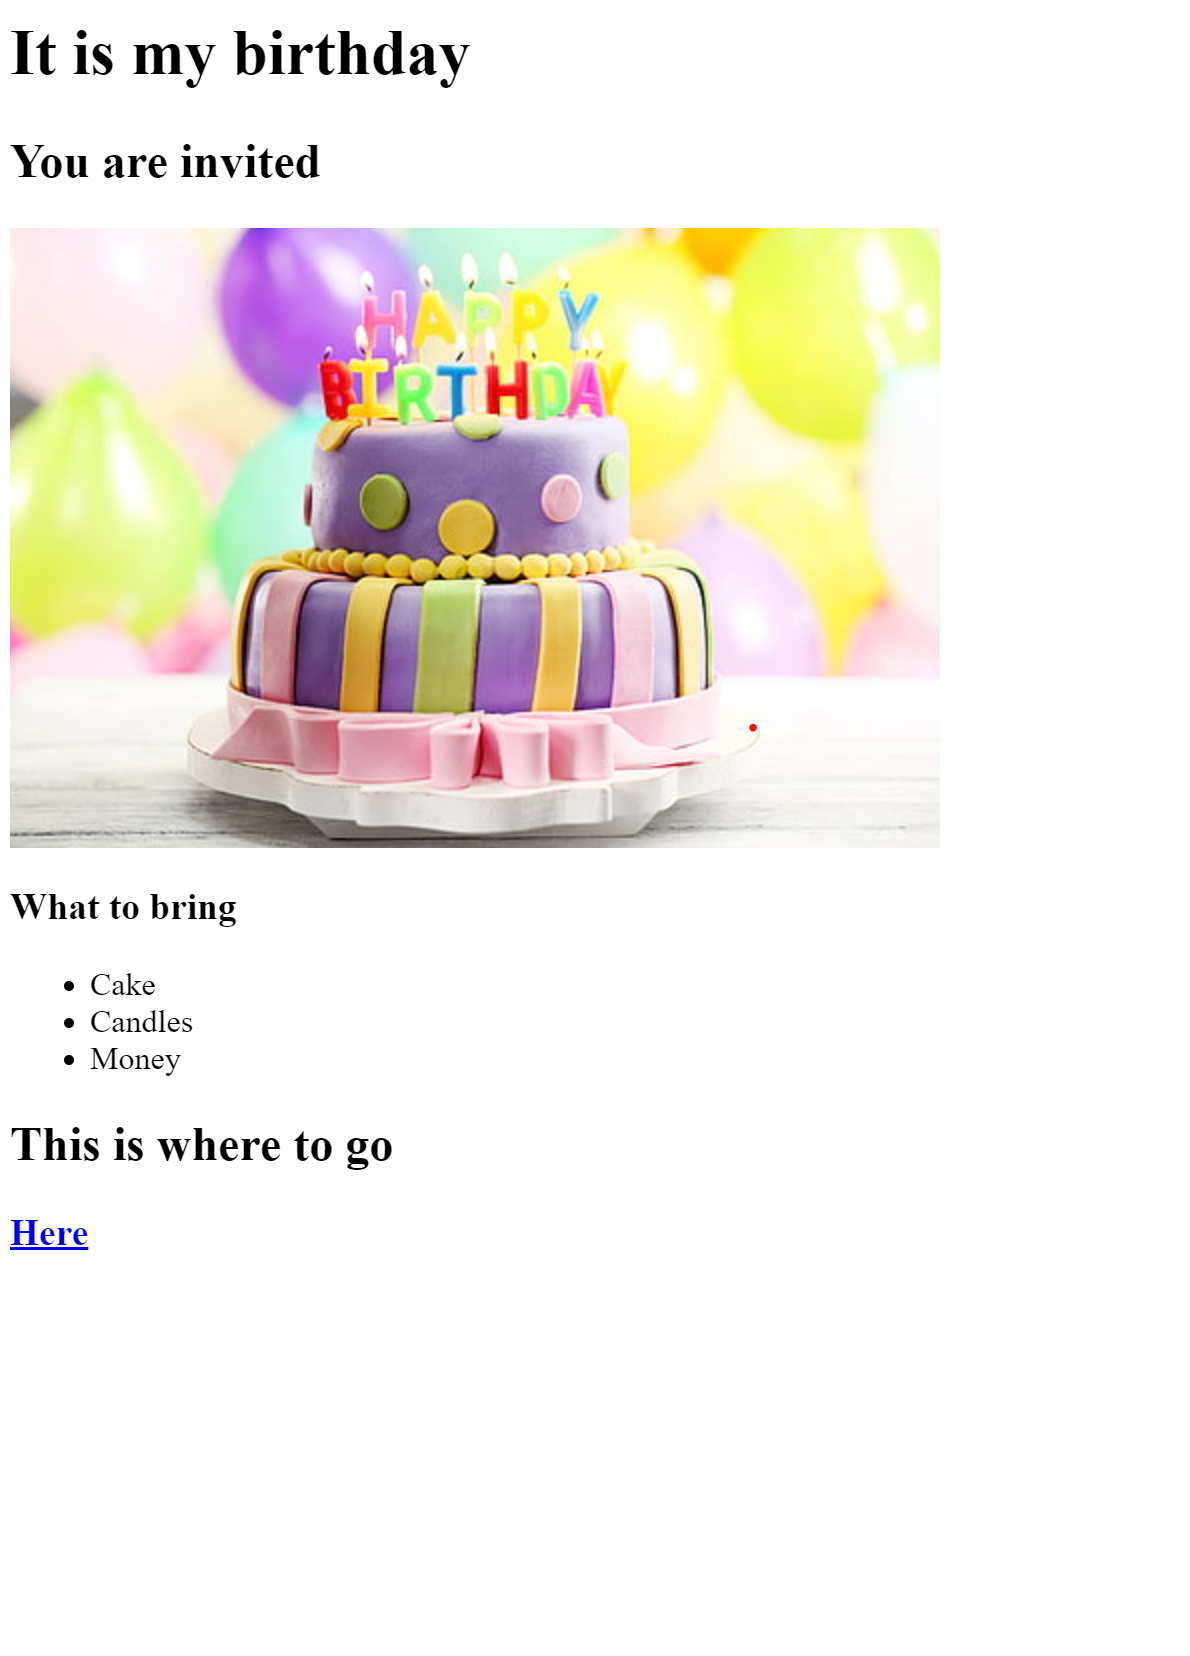 It is my birthday
You are invited
HAPPY
BIRTHDAY
What to bring
Cake
Candles
Money
This is where to go
Here